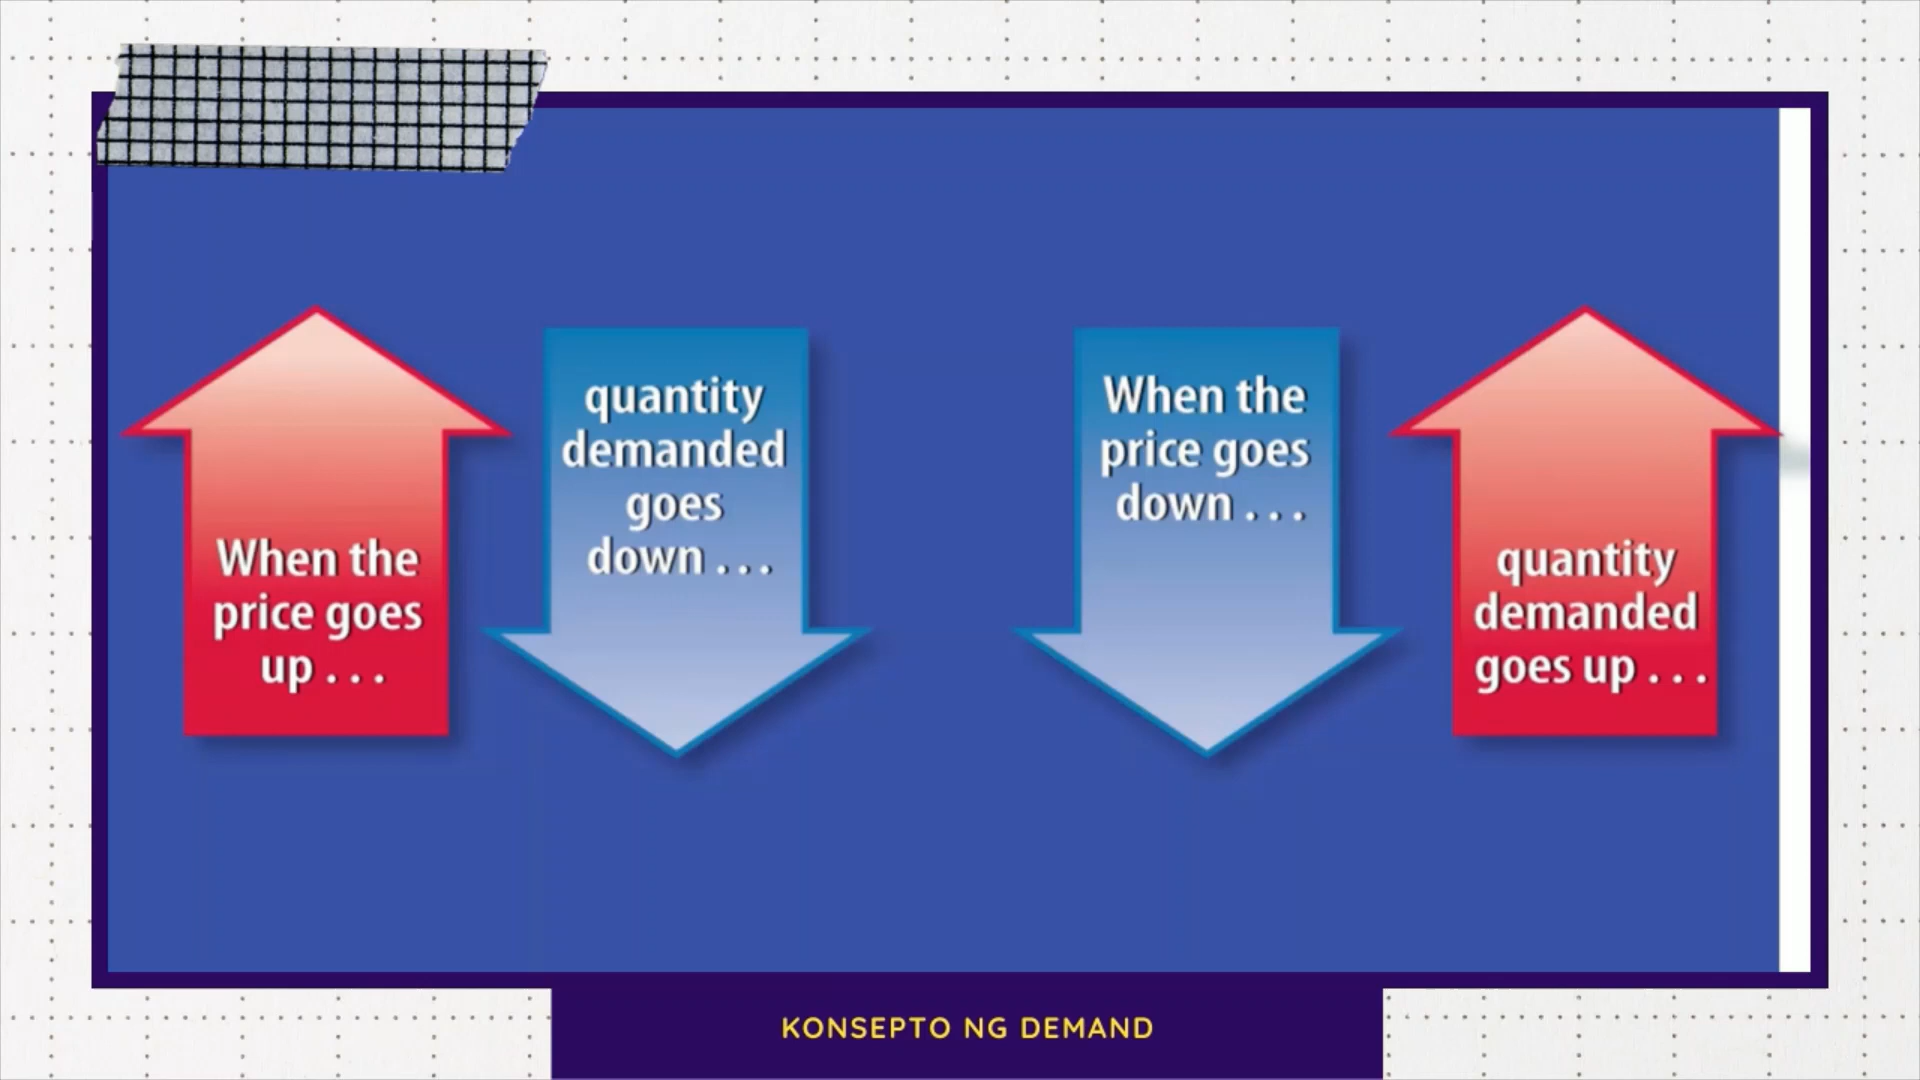 When the
price goes
up . . .
quantity
demanded
goes
down . . .
When the
price goes
down . . .
quantity
demanded
goes up . . .
KONSEPTO NG DEMAND